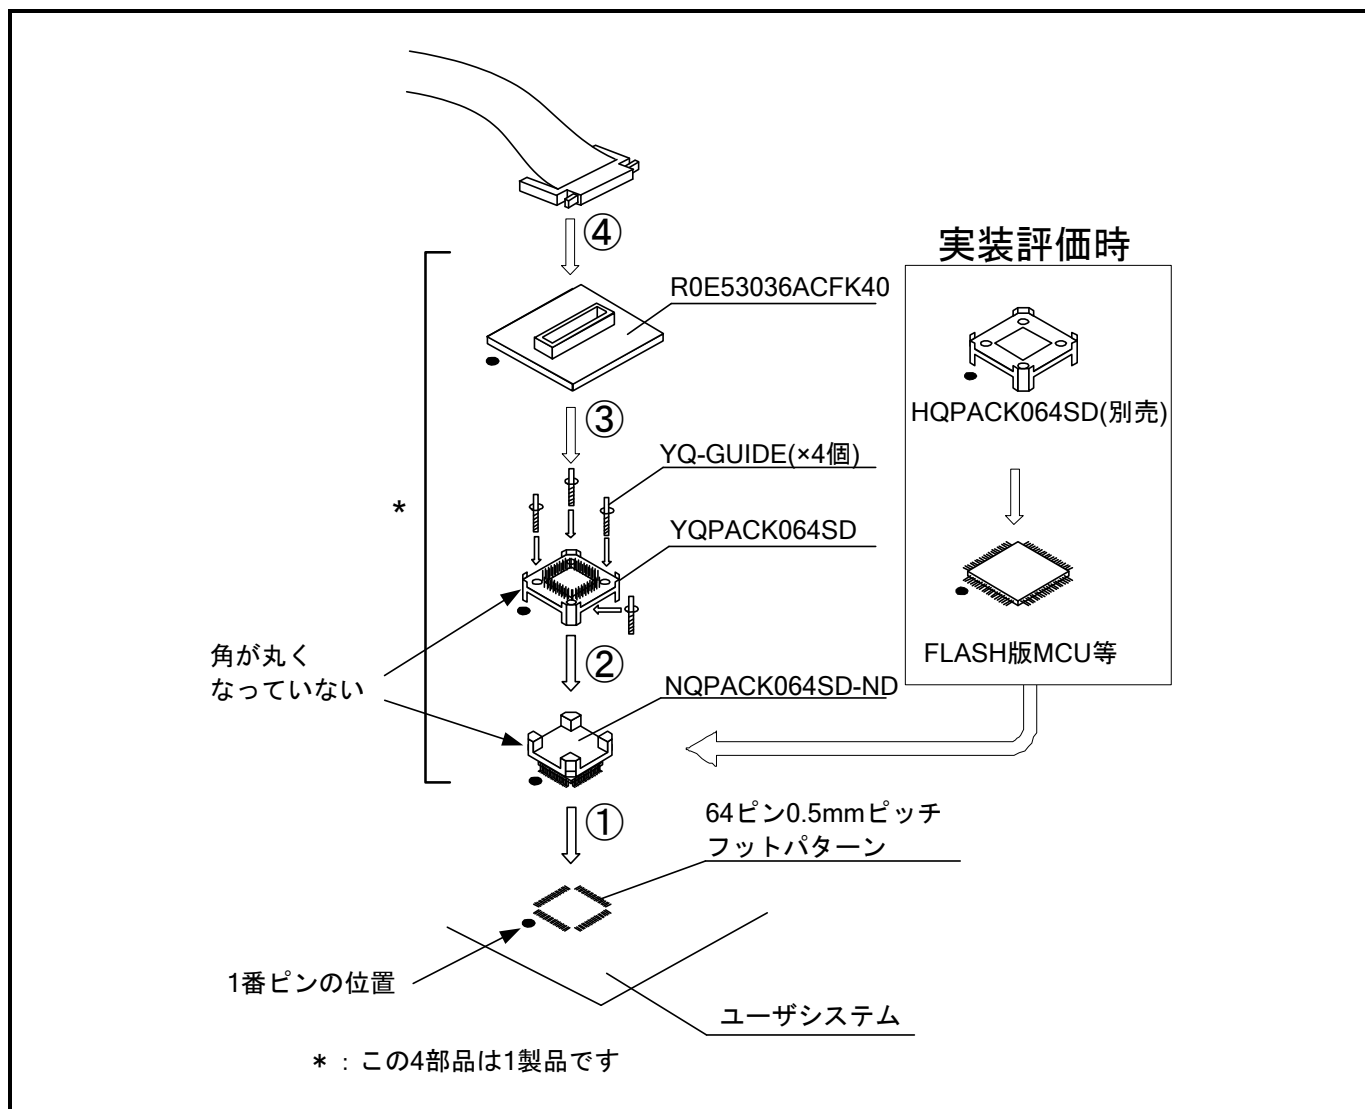 ④
実装評価時
R0E53036ACFK40
③
HQPACK064SD(別売)
YQ-GUIDE(×4個)
*
YQPACK064SD
角が丸く
なっていない
②
FLASH版MCU等
NQPACK064SD-ND
①
64ピン0.5mmピッチ
フットパターン
1番ピンの位置
ユーザシステム
* : この4部品は1製品です